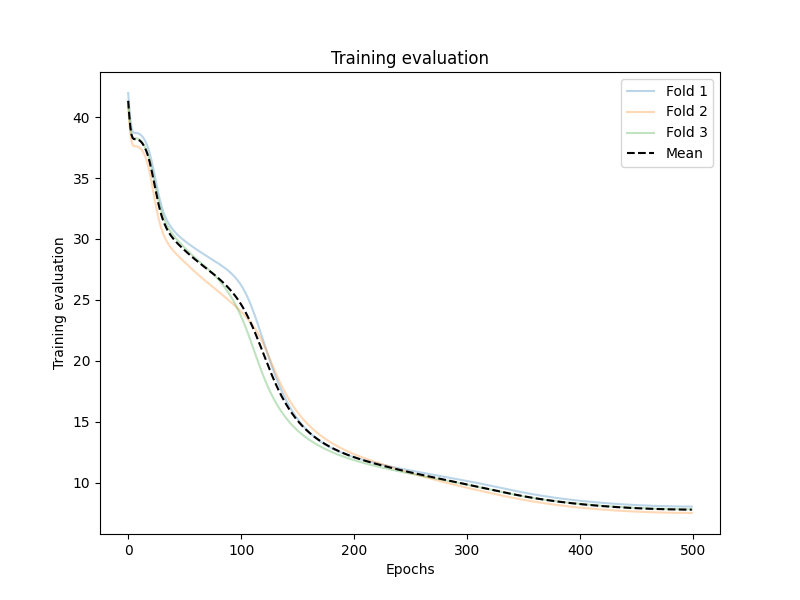 Training evaluation
Fold 1
Fold 2
Fold 3
Mean
Training evaluation
40
35
30
25
20
15
10
0 100 200 300 400 500
Epochs